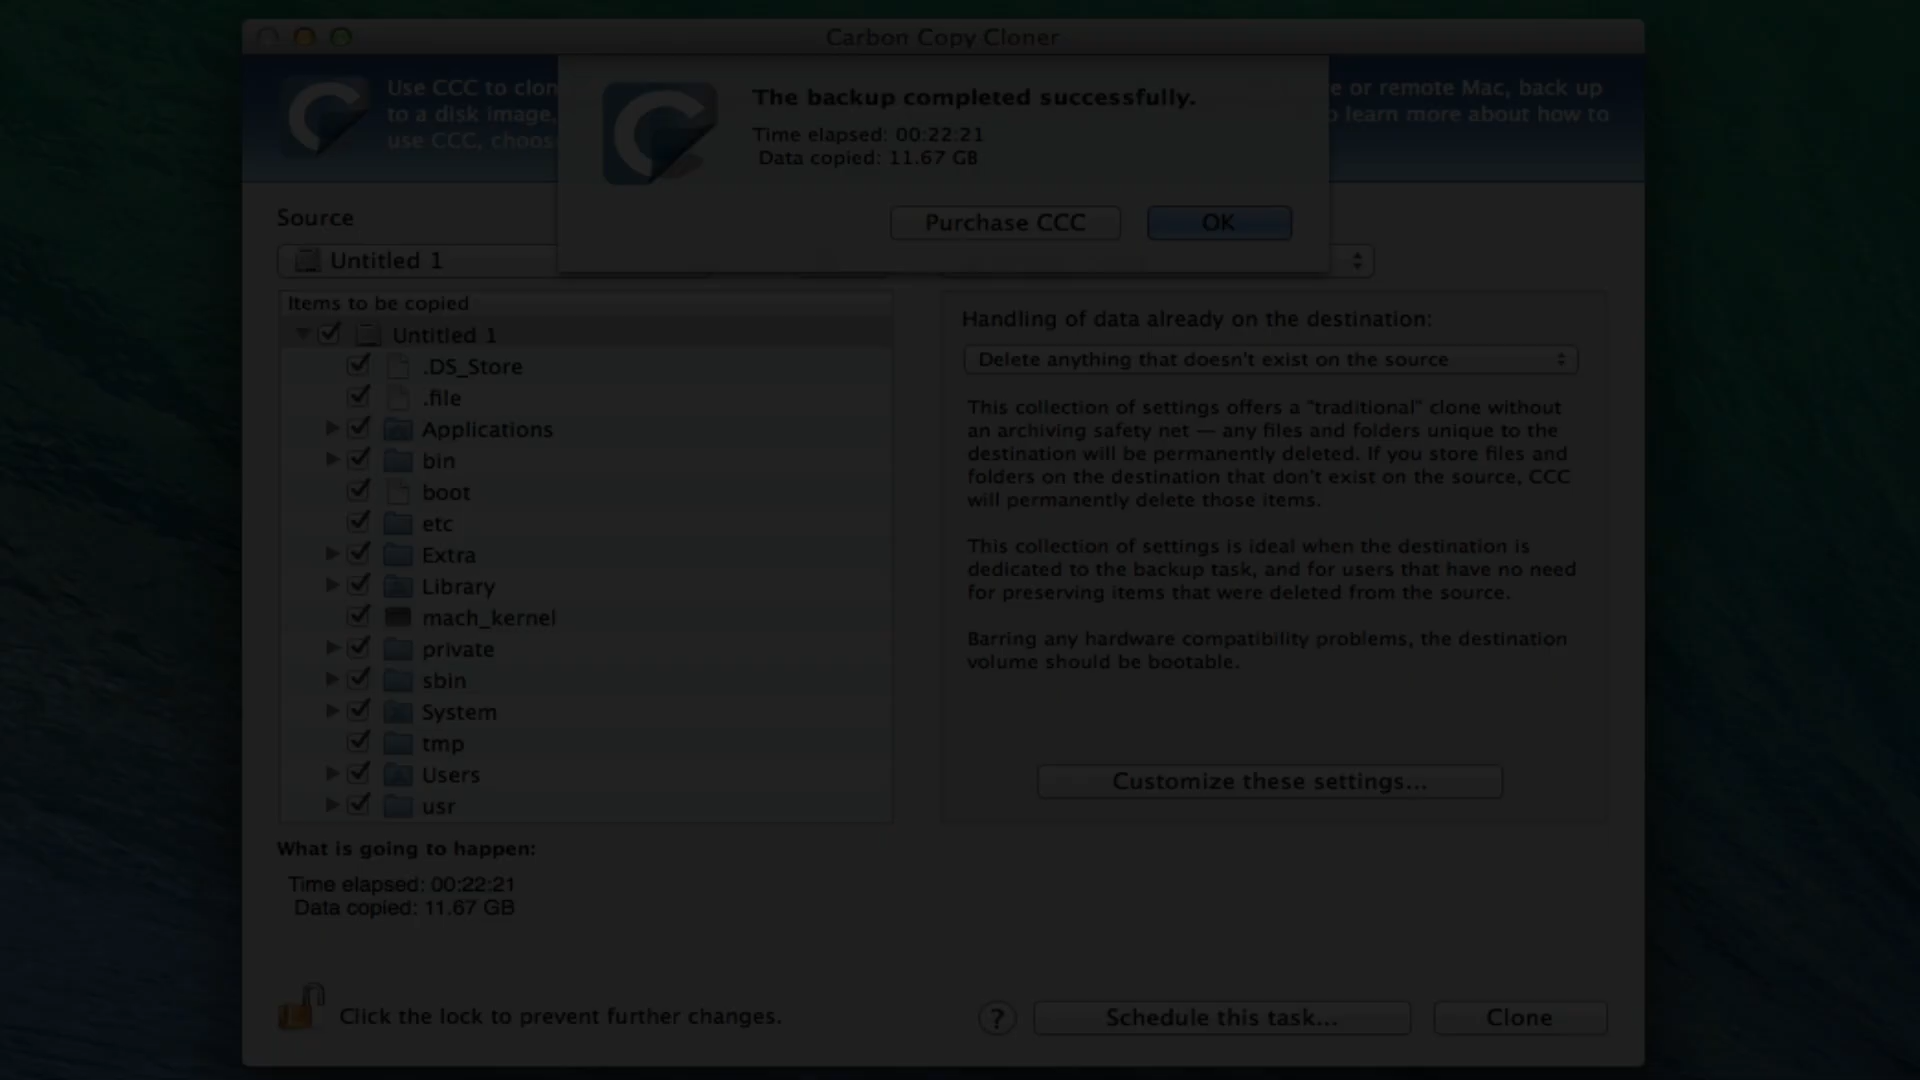 Carbon Copy Cloner
Use CCC to clon
to a disk image.
use CCC, choos
e or remote Mac, back up
o learn more about how to
The backup completed successfully.
Time elapsed: 00:22:21
Data copied: 11.67 GB
Purchase CCC
OK
Source
Untitled 1
Items to be copied
Untitled 1
.DS_Store
.file
Applications
bin
boot
etc
Extra
Library
mach_kernel
private
sbin
System
tmp
Users
usr
Handling of data already on the destination:
Delete anything that doesn't exist on the source
This collection of settings offers a "traditional" clone without
an archiving safety net — any files and folders unique to the
destination will be permanently deleted. If you store files and
folders on the destination that don't exist on the source, CCC
will permanently delete those items.
This collection of settings is ideal when the destination is
dedicated to the backup task, and for users that have no need
for preserving items that were deleted from the source.
Barring any hardware compatibility problems, the destination
volume should be bootable.
Customize these settings...
What is going to happen:
Time elapsed: 00:22:21
Data copied: 11.67 GB
Click the lock to prevent further changes.
?
Schedule this task...
Clone